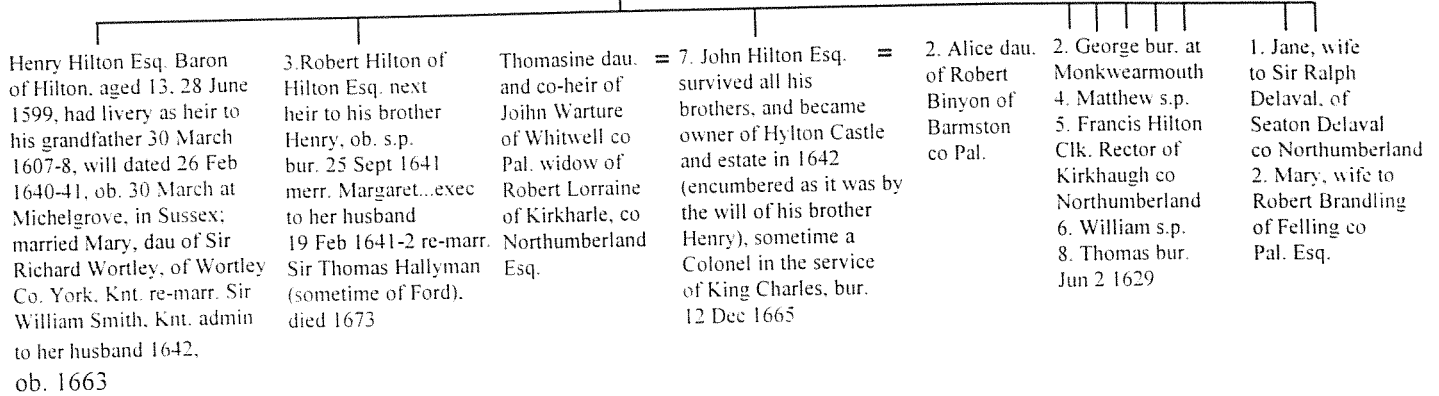 Henry Hilton Esq. Baron
of Hilton. aged 13. 28 June
1599, had livery as heir to
his grandfather 30 March
1607-8, will dated 26 Feb
1640-41, ob. 30 March at
Michelgrove, in Sussex;
married Mary, dau of Sir
Richard Wortley, of Wortley
Co. York. Knt. re-marr. Sir
William Smith, Knt. admin
to her husband 1642,
ob. 1663
3.Robert Hilton of
Hilton Esq. next
heir to his brother
Henry, ob. s.p.
bur. 25 Sept 1641
merr. Margaret...exec
to her husband
19 Feb 1641-2 re-marr.
Sir Thomas Hallyman
(sometime of Ford).
died 1673
Thomasine dau.
and co-heir of
Joihn Warture
of Whitwell co
Pal. widow of
Robert Lorraine
of Kirkharle, co
Northumberland
Esq.
=
7. John Hilton Esq.
survived all his
brothers, and became
owner of Hylton Castle
and estate in 1642
(encumbered as it was by
the will of his brother
Henry), sometime a
Colonel in the service
of King Charles, bur.
12 Dec 1665
=
2. Alice dau.
of Robert
Binyon of
Barmston
co Pal.
2. George bur. at
Monkwearmouth
4. Matthew s.p.
5. Francis Hilton
Clk. Rector of
Kirkhaugh co
Northumberland
6. William s.p.
8. Thomas bur.
Jun 2 1629
1. Jane, wife
to Sir Ralph
Delaval, of
Seaton Delaval
co Northumberland
2. Mary, wife to
Robert Brandling
of Felling co
Pal. Esq.